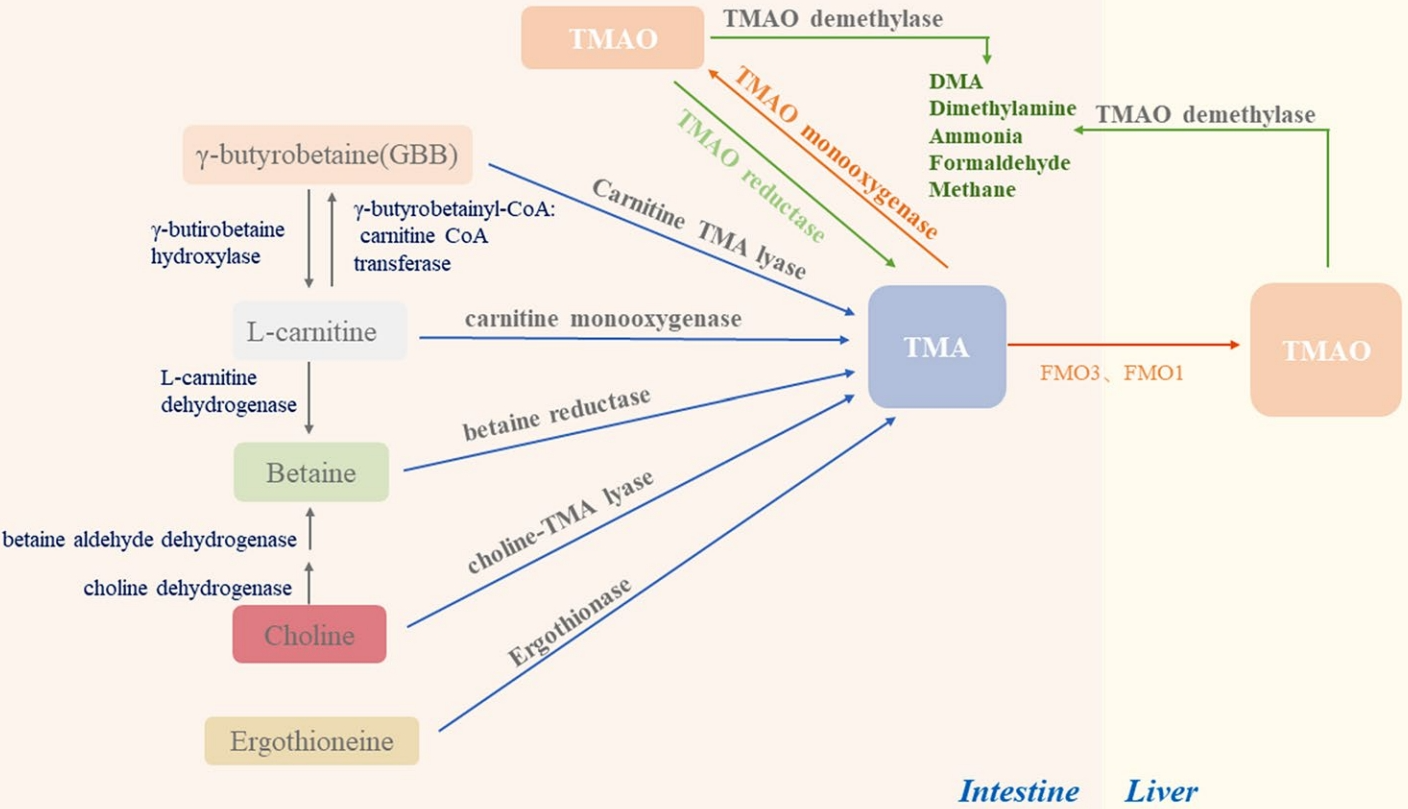 TMAO demethylase
TMAO
DMA
Dimethylamine
Ammonia
Formaldehyde
Methane
TMAO demethylase
TMAO monooxygenase
TMAO reductase
γ-butyrobetaine(GBB)
Carnitine TMA lyase
γ-butirobetaine
hydroxylase
γ-butyrobetainyl-CoA:
carnitine CoA
transferase
L-carnitine
carnitine monooxygenase
TMA
FMO3、FMO1
TMAO
L-carnitine
dehydrogenase
betaine reductase
Betaine
choline-TMA lyase
betaine aldehyde dehydrogenase
choline dehydrogenase
Choline
Ergothionase
Ergothioneine
Intestine
Liver